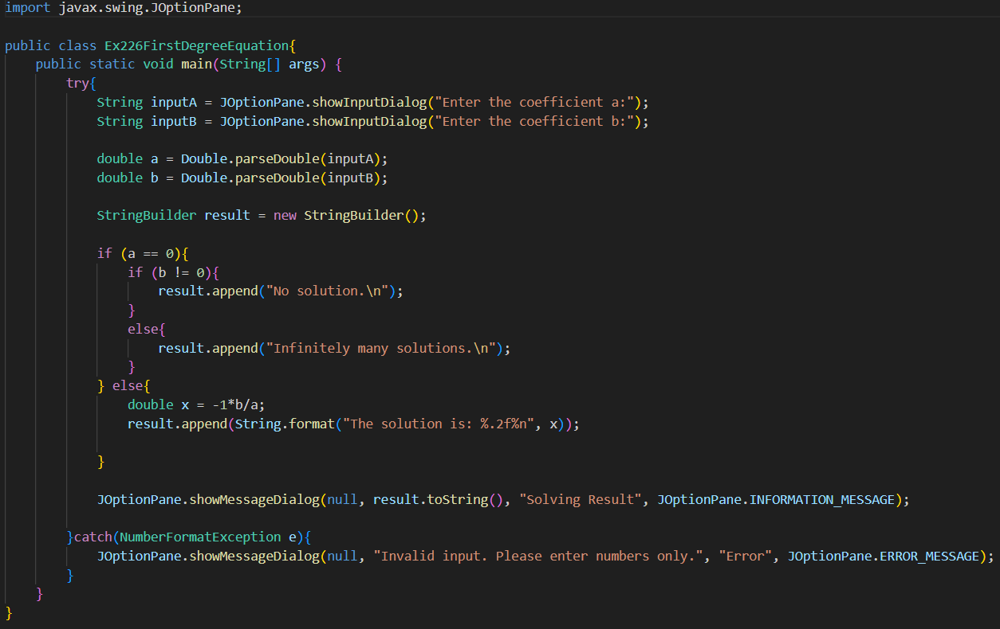 import javax.swing.JOptionPane;
public class Ex226FirstDegreeEquation{
public static void main(String[] args) {
try{
String inputA = JOptionPane.showInputDialog("Enter the coefficient a:");
String inputB = JOptionPane.showInputDialog("Enter the coefficient b:");
double a = Double.parseDouble(inputA);
double b = Double.parseDouble(inputB);
StringBuilder result = new StringBuilder();
if (a == 0){
if (b != 0){
result.append("No solution.\n");
}
else{
result.append("Infinitely many solutions.\n");
}
} else{
double x = -1*b/a;
result.append(String.format("The solution is: %.2f%n", x));
}
JOptionPane.showMessageDialog(null, result.toString(), "Solving Result", JOptionPane.INFORMATION_MESSAGE);
}catch(NumberFormatException e){
JOptionPane.showMessageDialog(null, "Invalid input. Please enter numbers only.", "Error", JOptionPane.ERROR_MESSAGE);
}
}
}